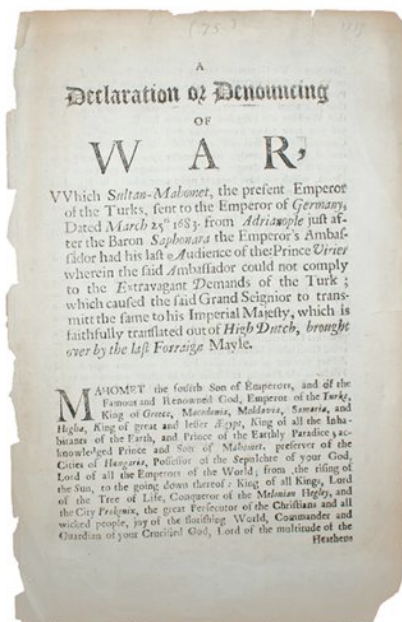 (75.)
A
Declaration or Denouncing
OF
WAR,
VVhich Sultan-Mahomet, the present Emperor
of the Turks, sent to the Emperor of Germany,
Dated March 25th 1683. from Adrianople just af-
ter the Baron Saphonara the Emperor's Ambas-
sador had his last Audience of the Prince Virier
wherein the said Ambassador could not comply
to the Extravagant Demands of the Turk ;
which caused the said Grand Seignior to trans-
mitt the same to his Imperial Majesty, which is
faithfully translated out of High Dutch, brought
over by the last Forraign Mayle.
MAHOMET the fourth Son of Emperors, and of the
Famous and Renowned God, Emperor of the Turks,
King of Greece, Macedonia, Moldavia, Samaria, and
King of great and lesser Ægypt, King of all the Inha-
bitants of the Earth, and Prince of the Earthly Paradice ; ac-
knowledged Prince and Son of Mahomet, preserver of the
Cities of Hungaria, Possessor of the Sepulchre of your God,
Lord of all the Emperors of the World ; from the rising of
the Sun, to the going down thereof : King of all Kings, Lord
of the Tree of Life, Conqueror of the and
the City the great Persecutor of the Christians and all
wicked people, joy of the florishing World, Commander and
Guardian of your Crucified God, Lord of the multitude of the
Heathens